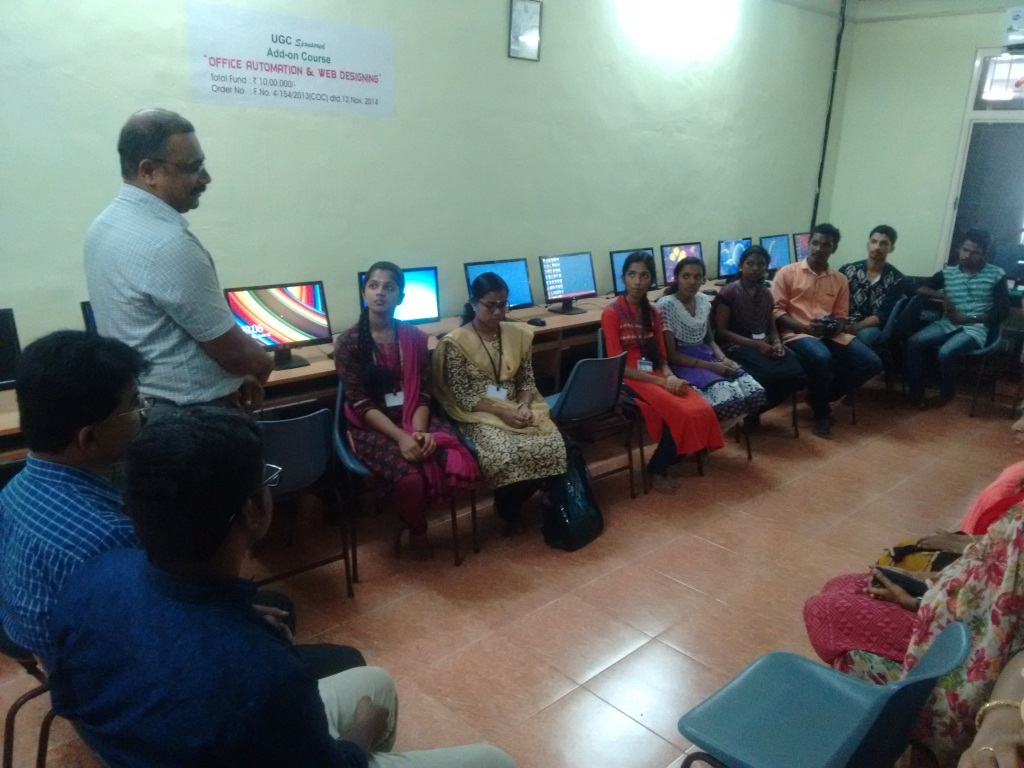 UGC Sponsored
Add-on Course
"OFFICE AUTOMATION & WEB DESIGNING"
Total Fund : ₹ 10,00,000/-
Order No. : F.No. 4-154/2013(COC) dtd.12 Nov. 2014